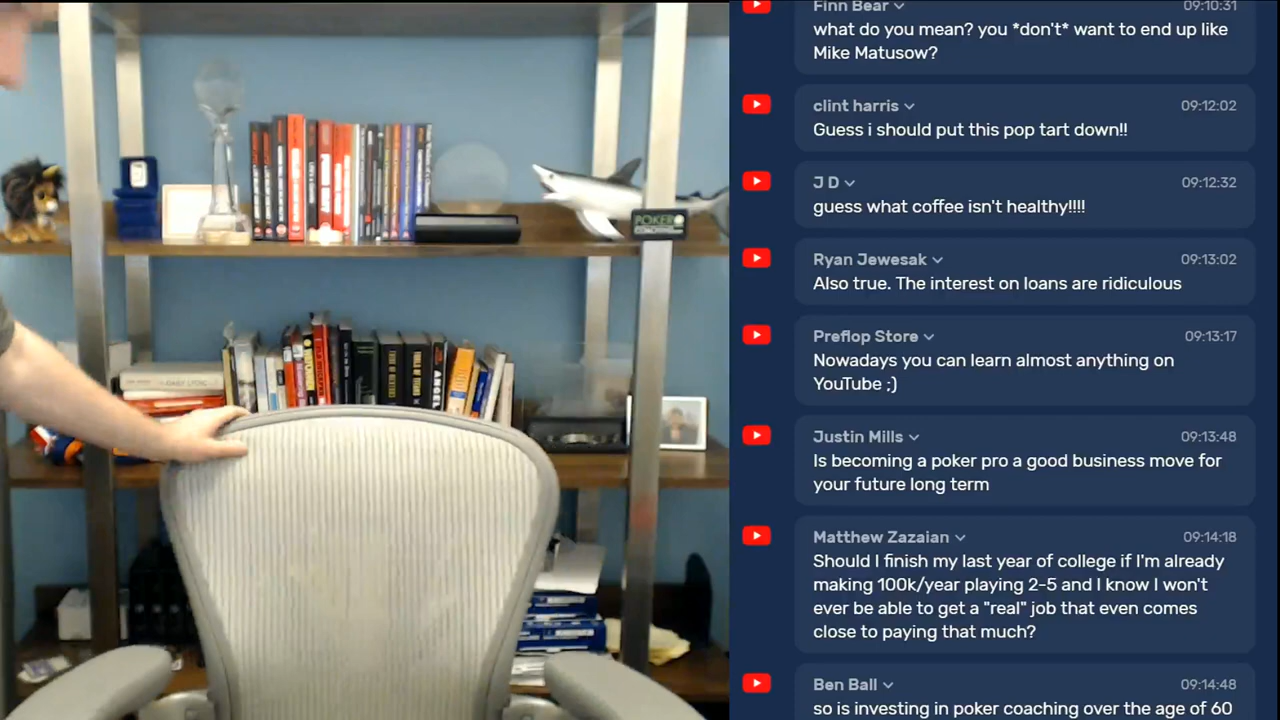 Finn Bear
09:10:31
what do you mean? you *don't* want to end up like
Mike Matusow?
clint harris
09:12:02
Guess i should put this pop tart down!!
J D
09:12:32
guess what coffee isn't healthy!!!!
Ryan Jewesak
09:13:02
Also true. The interest on loans are ridiculous
Preflop Store
09:13:17
Nowadays you can learn almost anything on
YouTube ;)
Justin Mills
09:13:48
Is becoming a poker pro a good business move for
your future long term
Matthew Zazaian
09:14:18
Should I finish my last year of college if I'm already
making 100k/year playing 2-5 and I know I won't
ever be able to get a "real" job that even comes
close to paying that much?
Ben Ball
09:14:48
so is investing in poker coaching over the age of 60
POKER
COACHING